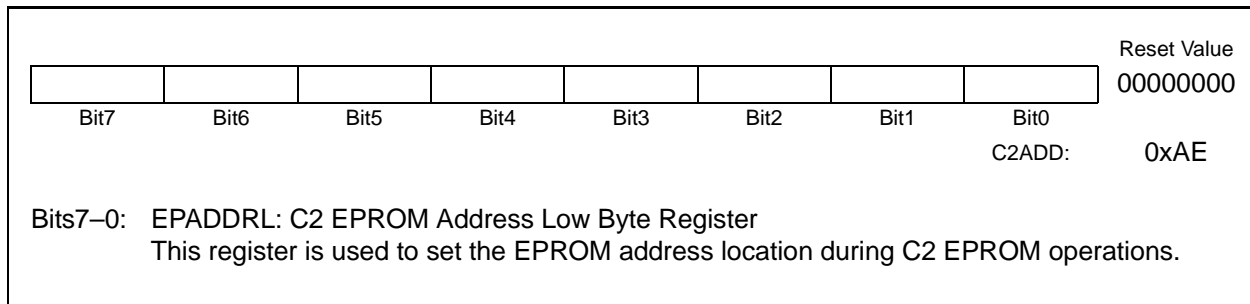 Reset Value
00000000
Bit7 Bit6 Bit5 Bit4 Bit3 Bit2 Bit1 Bit0
C2ADD: 0xAE
Bits7–0: EPADDRL: C2 EPROM Address Low Byte Register
This register is used to set the EPROM address location during C2 EPROM operations.